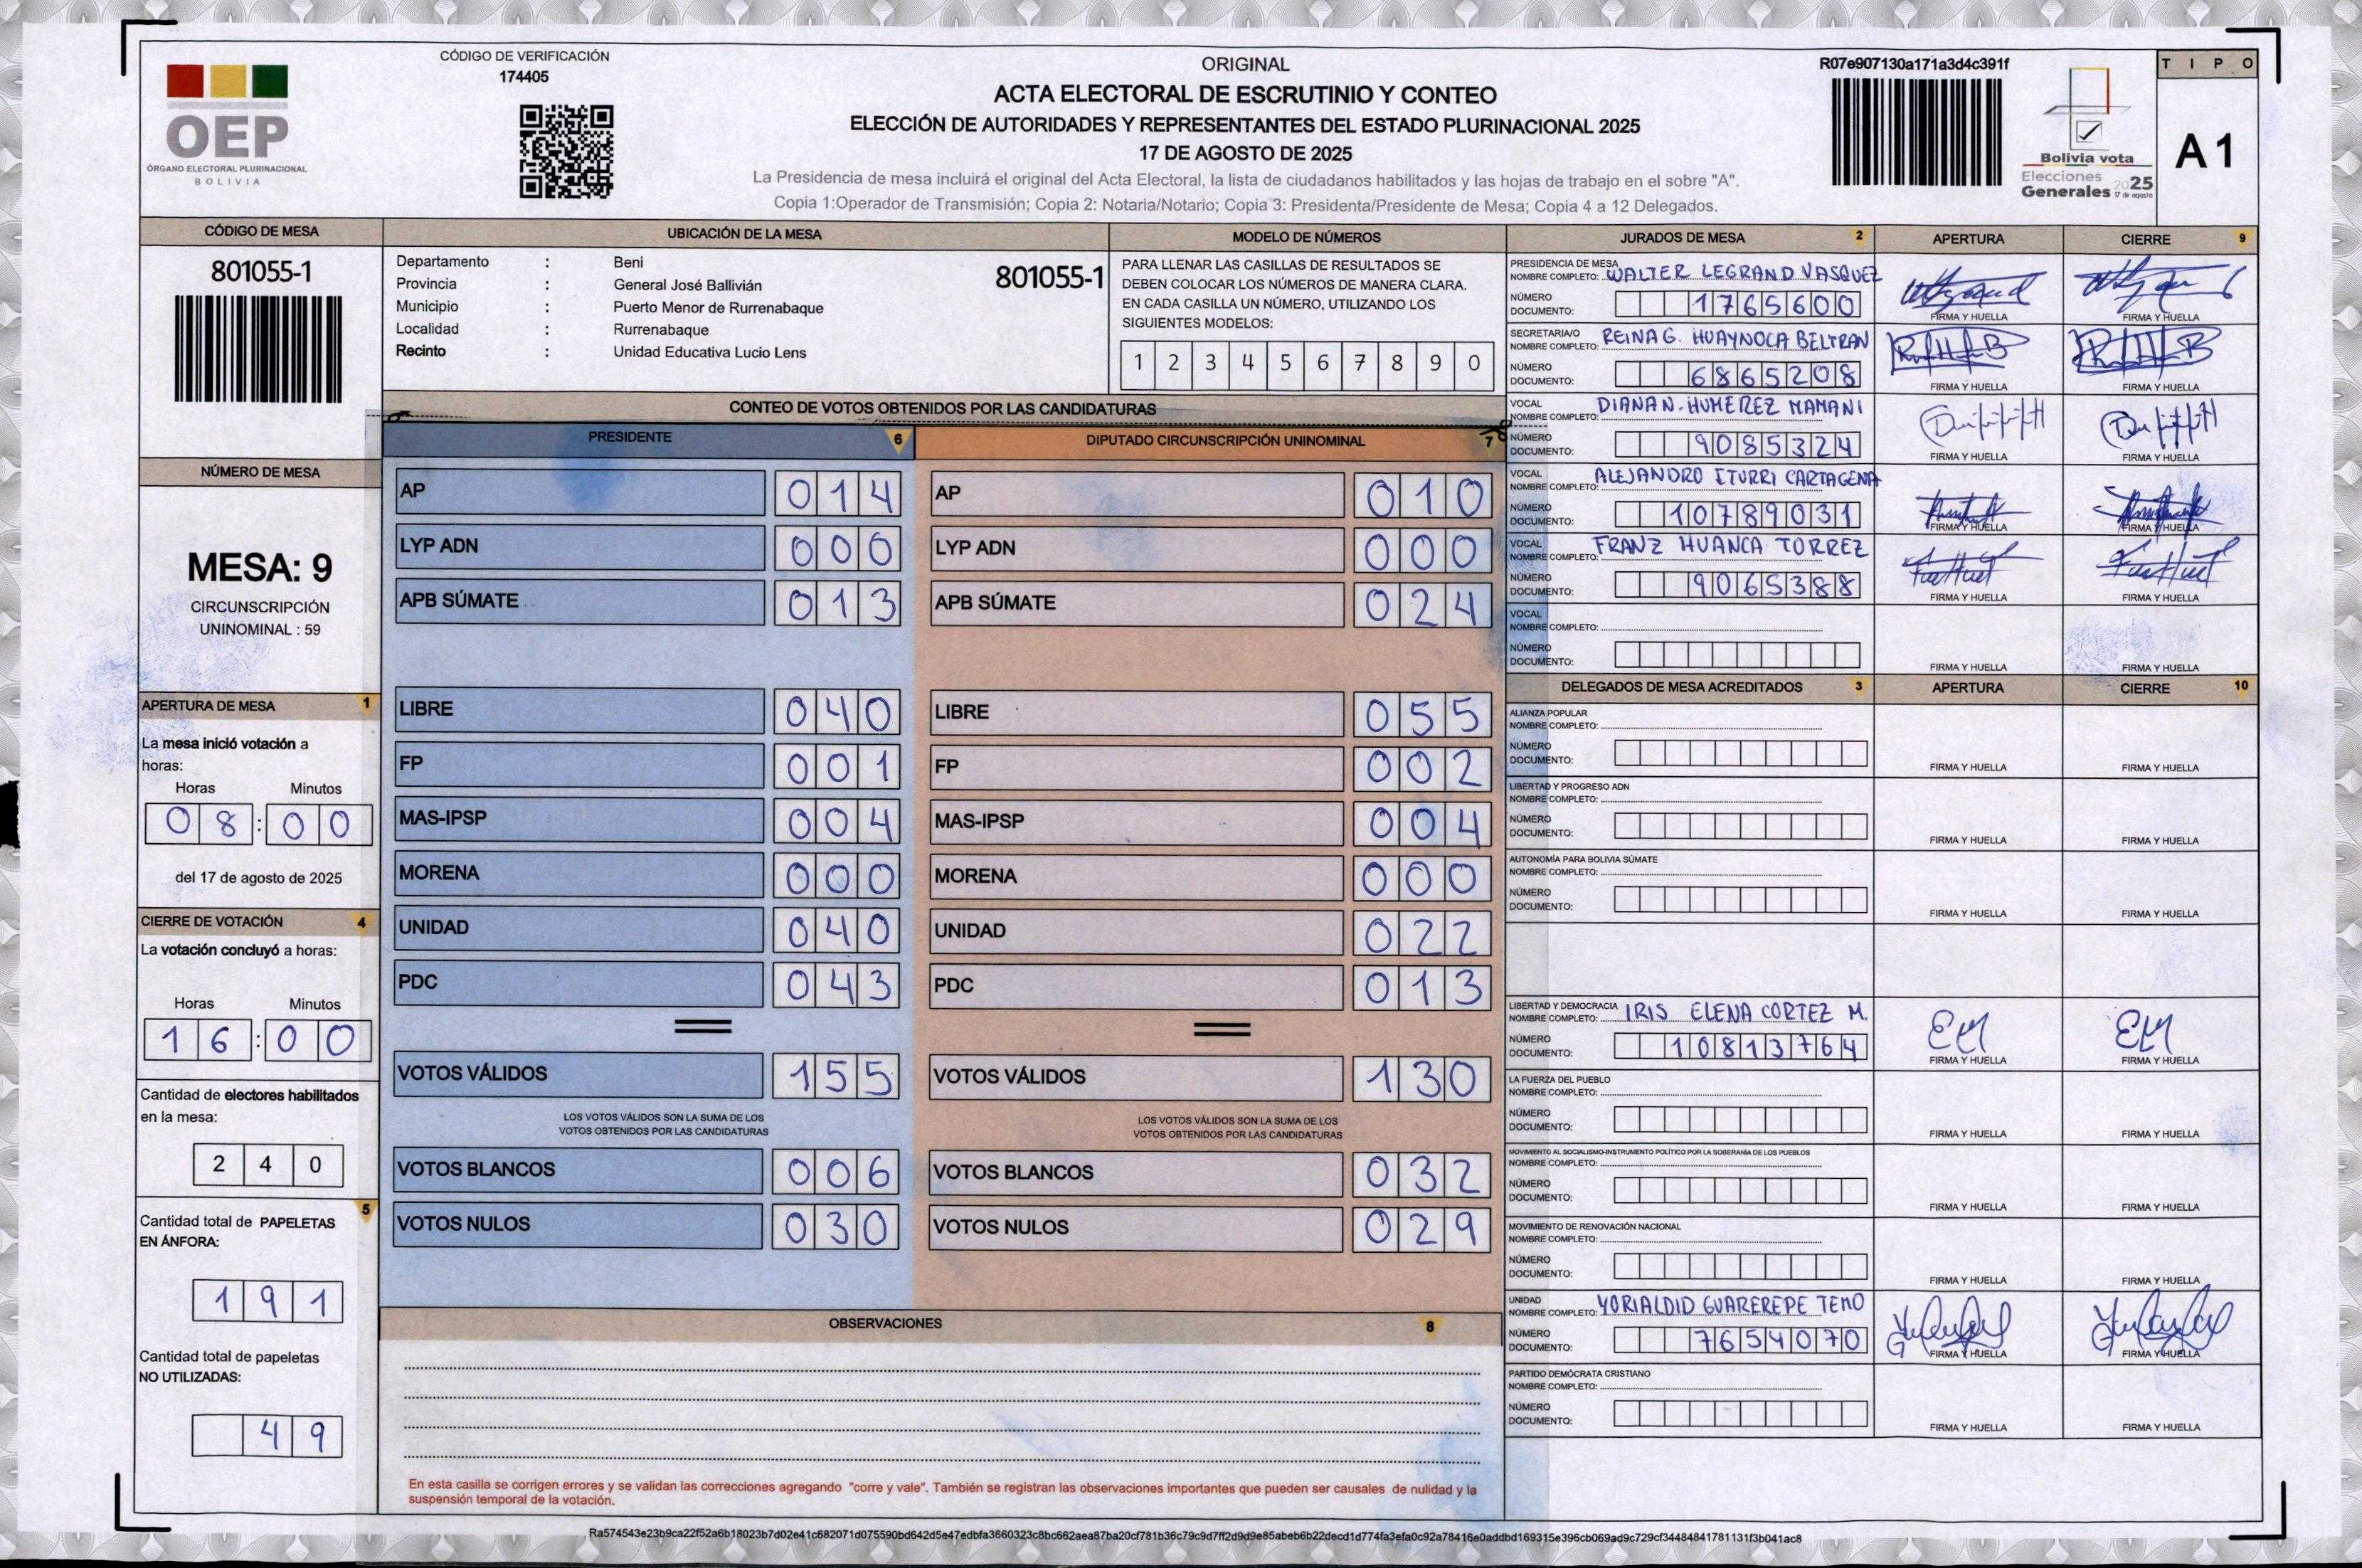 CÓDIGO DE VERIFICACIÓN
174405
OEP
ÓRGANO ELECTORAL PLURINACIONAL
BOLIVIA
ORIGINAL
ACTA ELECTORAL DE ESCRUTINIO Y CONTEO
ELECCIÓN DE AUTORIDADES Y REPRESENTANTES DEL ESTADO PLURINACIONAL 2025
17 DE AGOSTO DE 2025
La Presidencia de mesa incluirá el original del Acta Electoral, la lista de ciudadanos habilitados y las hojas de trabajo en el sobre "A".
Copia 1:Operador de Transmisión; Copia 2: Notaria/Notario; Copia 3: Presidenta/Presidente de Mesa; Copia 4 a 12 Delegados.
R07e907130a171a3d4c391f
Bolivia vota
Elecciones
Generales 2025
17 de agosto
TIPO
A 1
CÓDIGO DE MESA
801055-1
NÚMERO DE MESA
MESA: 9
CIRCUNSCRIPCIÓN
UNINOMINAL : 59
APERTURA DE MESA 1
La mesa inició votación a
horas:
Horas Minutos
08:00
del 17 de agosto de 2025
CIERRE DE VOTACIÓN 4
La votación concluyó a horas:
Horas Minutos
16:00
Cantidad de electores habilitados
en la mesa:
240
5
Cantidad total de PAPELETAS
EN ÁNFORA:
191
Cantidad total de papeletas
NO UTILIZADAS:
49
UBICACIÓN DE LA MESA
Departamento : Beni
801055-1
Provincia : General José Ballivián
Municipio : Puerto Menor de Rurrenabaque
Localidad : Rurrenabaque
Recinto : Unidad Educativa Lucio Lens
MODELO DE NÚMEROS
PARA LLENAR LAS CASILLAS DE RESULTADOS SE
DEBEN COLOCAR LOS NÚMEROS DE MANERA CLARA.
EN CADA CASILLA UN NÚMERO, UTILIZANDO LOS
SIGUIENTES MODELOS:
1 2 3 4 5 6 7 8 9 0
CONTEO DE VOTOS OBTENIDOS POR LAS CANDIDATURAS
PRESIDENTE 6
AP 014
LYP ADN 000
APB SÚMATE 013
LIBRE 040
FP 001
MAS-IPSP 004
MORENA 000
UNIDAD 040
PDC 043
VOTOS VÁLIDOS 155
LOS VOTOS VÁLIDOS SON LA SUMA DE LOS
VOTOS OBTENIDOS POR LAS CANDIDATURAS
VOTOS BLANCOS 006
VOTOS NULOS 030
DIPUTADO CIRCUNSCRIPCIÓN UNINOMINAL 7
AP 010
LYP ADN 000
APB SÚMATE 024
LIBRE 055
FP 002
MAS-IPSP 004
MORENA 000
UNIDAD 022
PDC 013
VOTOS VÁLIDOS 130
LOS VOTOS VÁLIDOS SON LA SUMA DE LOS
VOTOS OBTENIDOS POR LAS CANDIDATURAS
VOTOS BLANCOS 032
VOTOS NULOS 029
OBSERVACIONES 8
En esta casilla se corrigen errores y se validan las correcciones agregando "corre y vale". También se registran las observaciones importantes que pueden ser causales de nulidad y la
suspensión temporal de la votación.
JURADOS DE MESA 2 APERTURA CIERRE 9
PRESIDENCIA DE MESA
NOMBRE COMPLETO: WALTER LEGRAND VASQUEZ
NÚMERO
DOCUMENTO: 1765600
FIRMA Y HUELLA FIRMA Y HUELLA
SECRETARIA/O
NOMBRE COMPLETO: REINA G. HUAYNOCA BELTRAN
NÚMERO
DOCUMENTO: 6865208
FIRMA Y HUELLA FIRMA Y HUELLA
VOCAL
NOMBRE COMPLETO: DIANA N. HUMEREZ MAMANI
NÚMERO
DOCUMENTO: 9085324
FIRMA Y HUELLA FIRMA Y HUELLA
VOCAL
NOMBRE COMPLETO: ALEJANDRO ITURRI CARTAGENA
NÚMERO
DOCUMENTO: 10789031
FIRMA Y HUELLA FIRMA Y HUELLA
VOCAL
NOMBRE COMPLETO: FRANZ HUANCA TORREZ
NÚMERO
DOCUMENTO: 9065388
FIRMA Y HUELLA FIRMA Y HUELLA
VOCAL
NOMBRE COMPLETO:
NÚMERO
DOCUMENTO:
FIRMA Y HUELLA FIRMA Y HUELLA
DELEGADOS DE MESA ACREDITADOS 3 APERTURA CIERRE 10
ALIANZA POPULAR
NOMBRE COMPLETO:
NÚMERO
DOCUMENTO:
FIRMA Y HUELLA FIRMA Y HUELLA
LIBERTAD Y PROGRESO ADN
NOMBRE COMPLETO:
NÚMERO
DOCUMENTO:
FIRMA Y HUELLA FIRMA Y HUELLA
AUTONOMÍA PARA BOLIVIA SÚMATE
NOMBRE COMPLETO:
NÚMERO
DOCUMENTO:
FIRMA Y HUELLA FIRMA Y HUELLA
LIBERTAD Y DEMOCRACIA
NOMBRE COMPLETO: IRIS ELENA CORTEZ M.
NÚMERO
DOCUMENTO: 10813764
FIRMA Y HUELLA FIRMA Y HUELLA
LA FUERZA DEL PUEBLO
NOMBRE COMPLETO:
NÚMERO
DOCUMENTO:
FIRMA Y HUELLA FIRMA Y HUELLA
MOVIMIENTO AL SOCIALISMO-INSTRUMENTO POLÍTICO POR LA SOBERANÍA DE LOS PUEBLOS
NOMBRE COMPLETO:
NÚMERO
DOCUMENTO:
FIRMA Y HUELLA FIRMA Y HUELLA
MOVIMIENTO DE RENOVACIÓN NACIONAL
NOMBRE COMPLETO:
NÚMERO
DOCUMENTO:
FIRMA Y HUELLA FIRMA Y HUELLA
UNIDAD
NOMBRE COMPLETO: YORIALDID GUAREREPE TEMO
NÚMERO
DOCUMENTO: 7654070
FIRMA Y HUELLA FIRMA Y HUELLA
PARTIDO DEMÓCRATA CRISTIANO
NOMBRE COMPLETO:
NÚMERO
DOCUMENTO:
FIRMA Y HUELLA FIRMA Y HUELLA